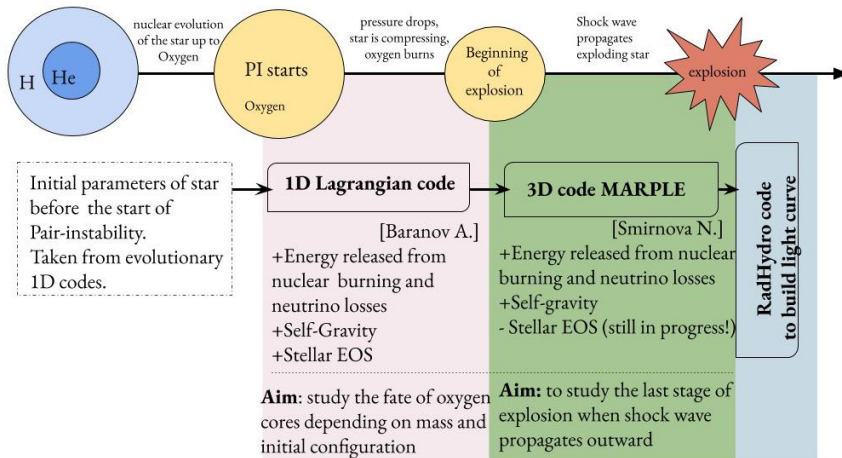 nuclear evolution
of the star up to
Oxygen
pressure drops,
star is compressing,
oxygen burns
Shock wave
propagates
exploding star
H
He
PI starts
Oxygen
Beginning
of
explosion
explosion
Initial parameters of star
before the start of
Pair-instability.
Taken from evolutionary
1D codes.
1D Lagrangian code
[Baranov A.]
+Energy released from
nuclear burning and
neutrino losses
+Self-Gravity
+Stellar EOS
Aim: study the fate of oxygen
cores depending on mass and
initial configuration
3D code MARPLE
[Smirnova N.]
+Energy released from nuclear
burning and neutrino losses
+Self-gravity
- Stellar EOS (still in progress!)
Aim: to study the last stage of
explosion when shock wave
propagates outward
RadHydro code
to build light curve